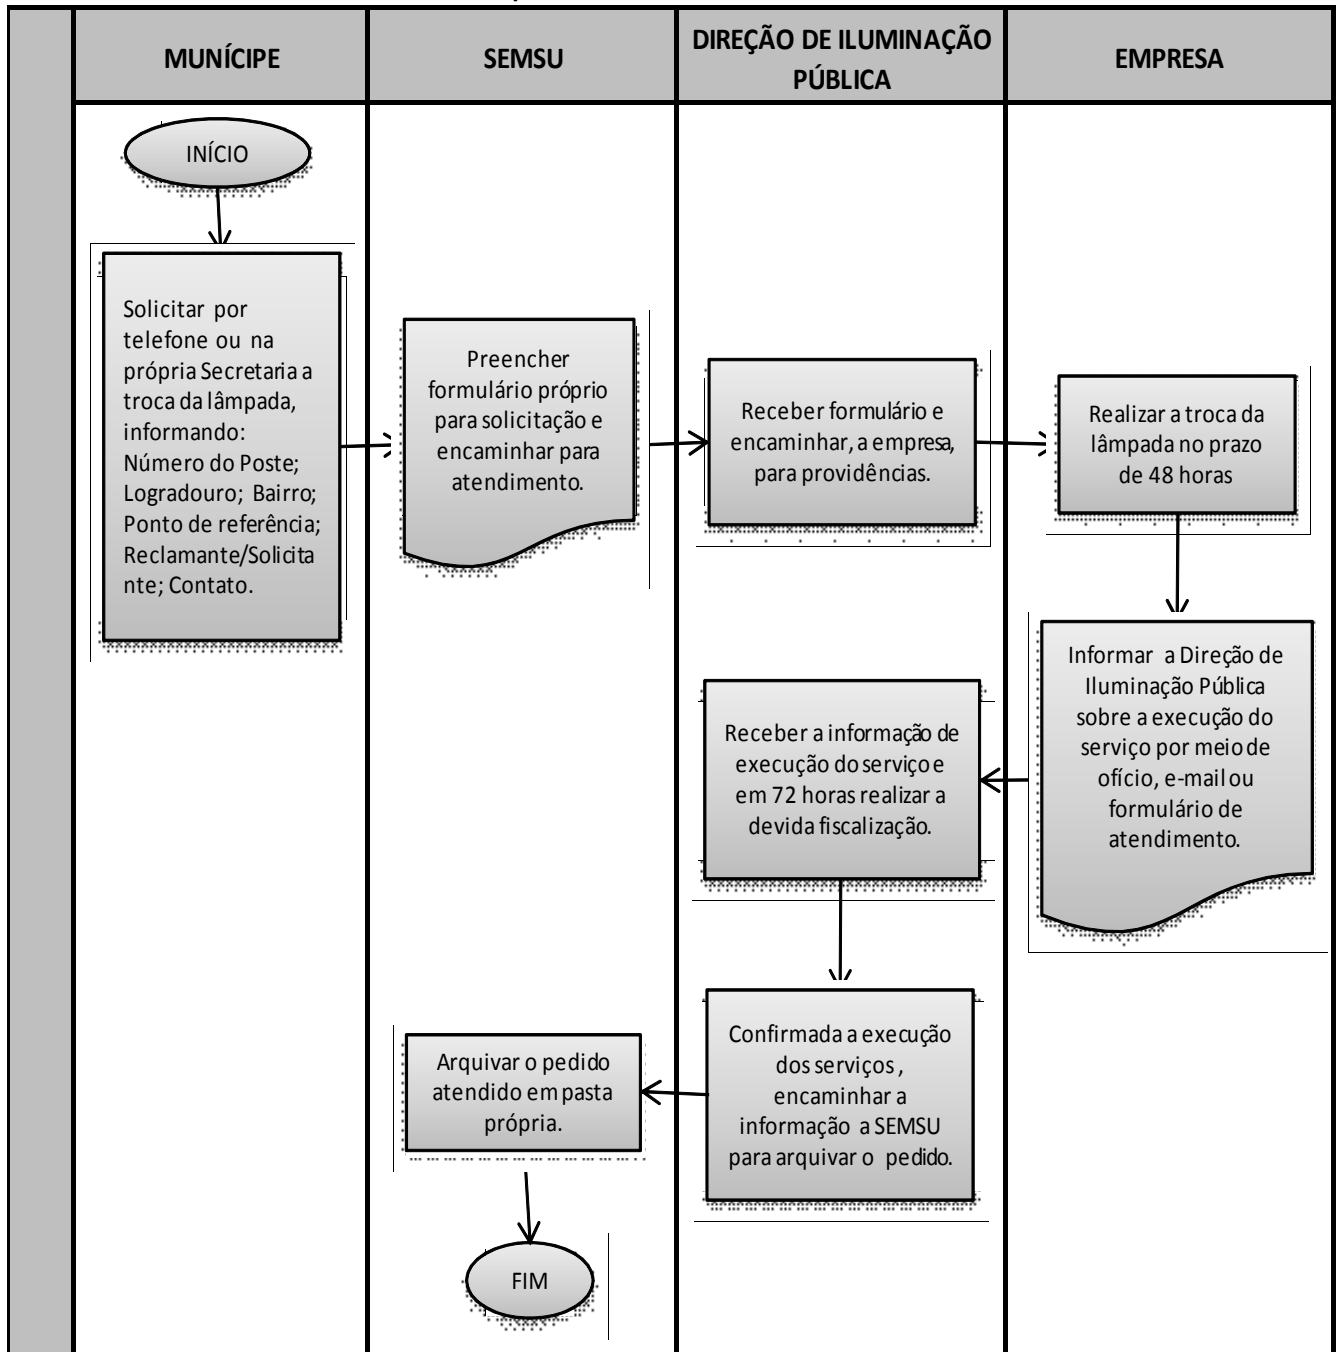 MUNÍCIPE
SEMSU
DIREÇÃO DE ILUMINAÇÃO
PÚBLICA
EMPRESA
INÍCIO
Solicitar por
telefone ou na
própria Secretaria a
troca da lâmpada,
informando:
Número do Poste;
Logradouro; Bairro;
Ponto de referência;
Reclamante/Solicita
nte; Contato.
Preencher
formulário próprio
para solicitação e
encaminhar para
atendimento.
Receber formulário e
encaminhar, a empresa,
para providências.
Realizar a troca da
lâmpada no prazo
de 48 horas
Informar a Direção de
Iluminação Pública
sobre a execução do
serviço por meio de
ofício, e-mail ou
formulário de
atendimento.
Receber a informação de
execução do serviço e
em 72 horas realizar a
devida fiscalização.
Confirmada a execução
dos serviços ,
encaminhar a
informação a SEMSU
para arquivar o pedido.
Arquivar o pedido
atendido em pasta
própria.
FIM